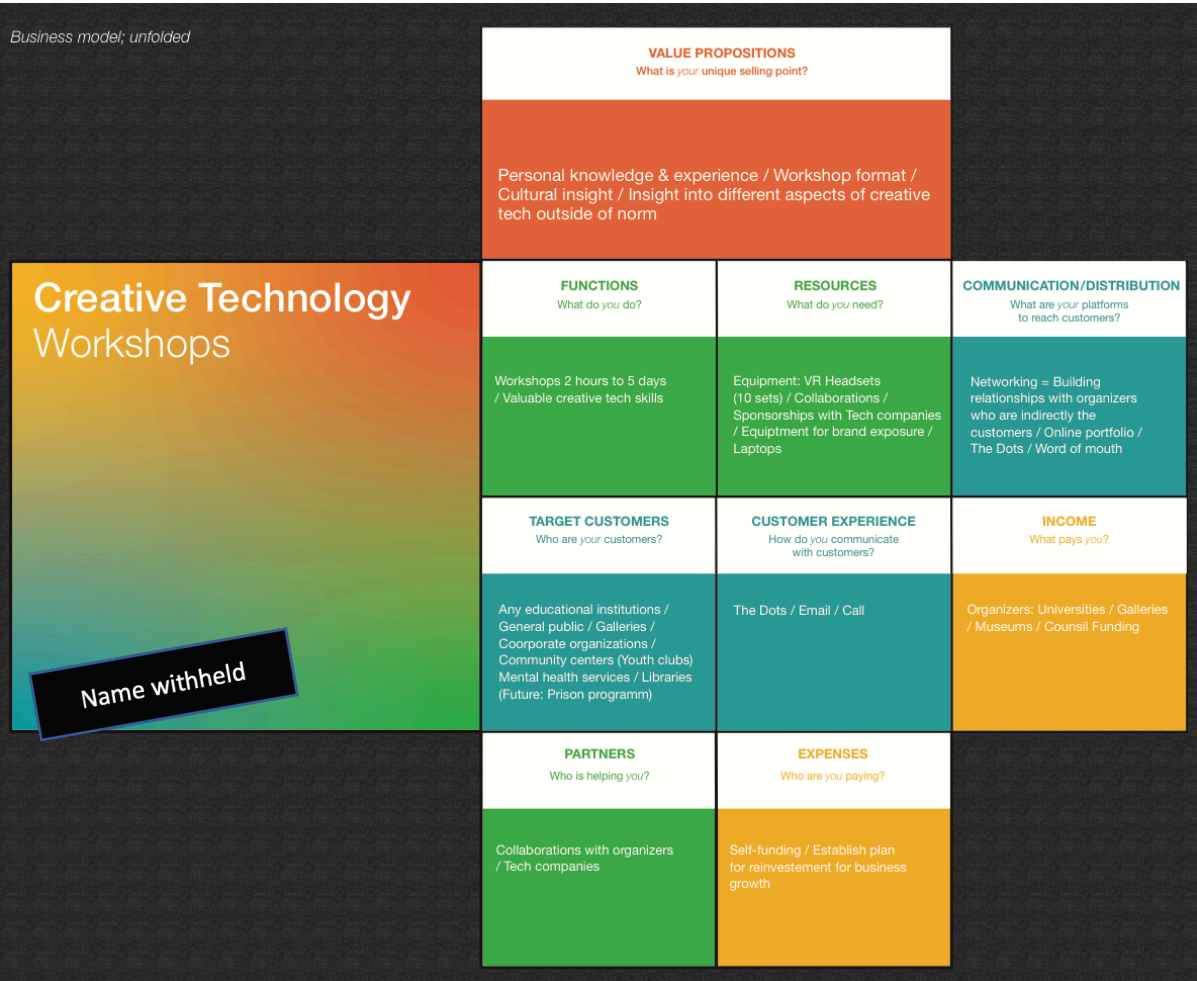 Business model; unfolded
VALUE PROPOSITIONS
What is your unique selling point?
Personal knowledge & experience / Workshop format /
Cultural insight / Insight into different aspects of creative
tech outside of norm
Creative Technology
Workshops
Name withheld
FUNCTIONS
What do you do?
Workshops 2 hours to 5 days
/ Valuable creative tech skills
RESOURCES
What do you need?
Equipment: VR Headsets
(10 sets) / Collaborations /
Sponsorships with Tech companies
/ Equiptment for brand exposure /
Laptops
COMMUNICATION/DISTRIBUTION
What are your platforms
to reach customers?
Networking = Building
relationships with organizers
who are indirectly the
customers / Online portfolio /
The Dots / Word of mouth
TARGET CUSTOMERS
Who are your customers?
Any educational institutions /
General public / Galleries /
Coorporate organizations /
Community centers (Youth clubs)
Mental health services / Libraries
(Future: Prison programm)
CUSTOMER EXPERIENCE
How do you communicate
with customers?
The Dots / Email / Call
INCOME
What pays you?
Organizers: Universities / Galleries
/ Museums / Counsil Funding
PARTNERS
Who is helping you?
Collaborations with organizers
/ Tech companies
EXPENSES
Who are you paying?
Self-funding / Establish plan
for reinvestement for business
growth